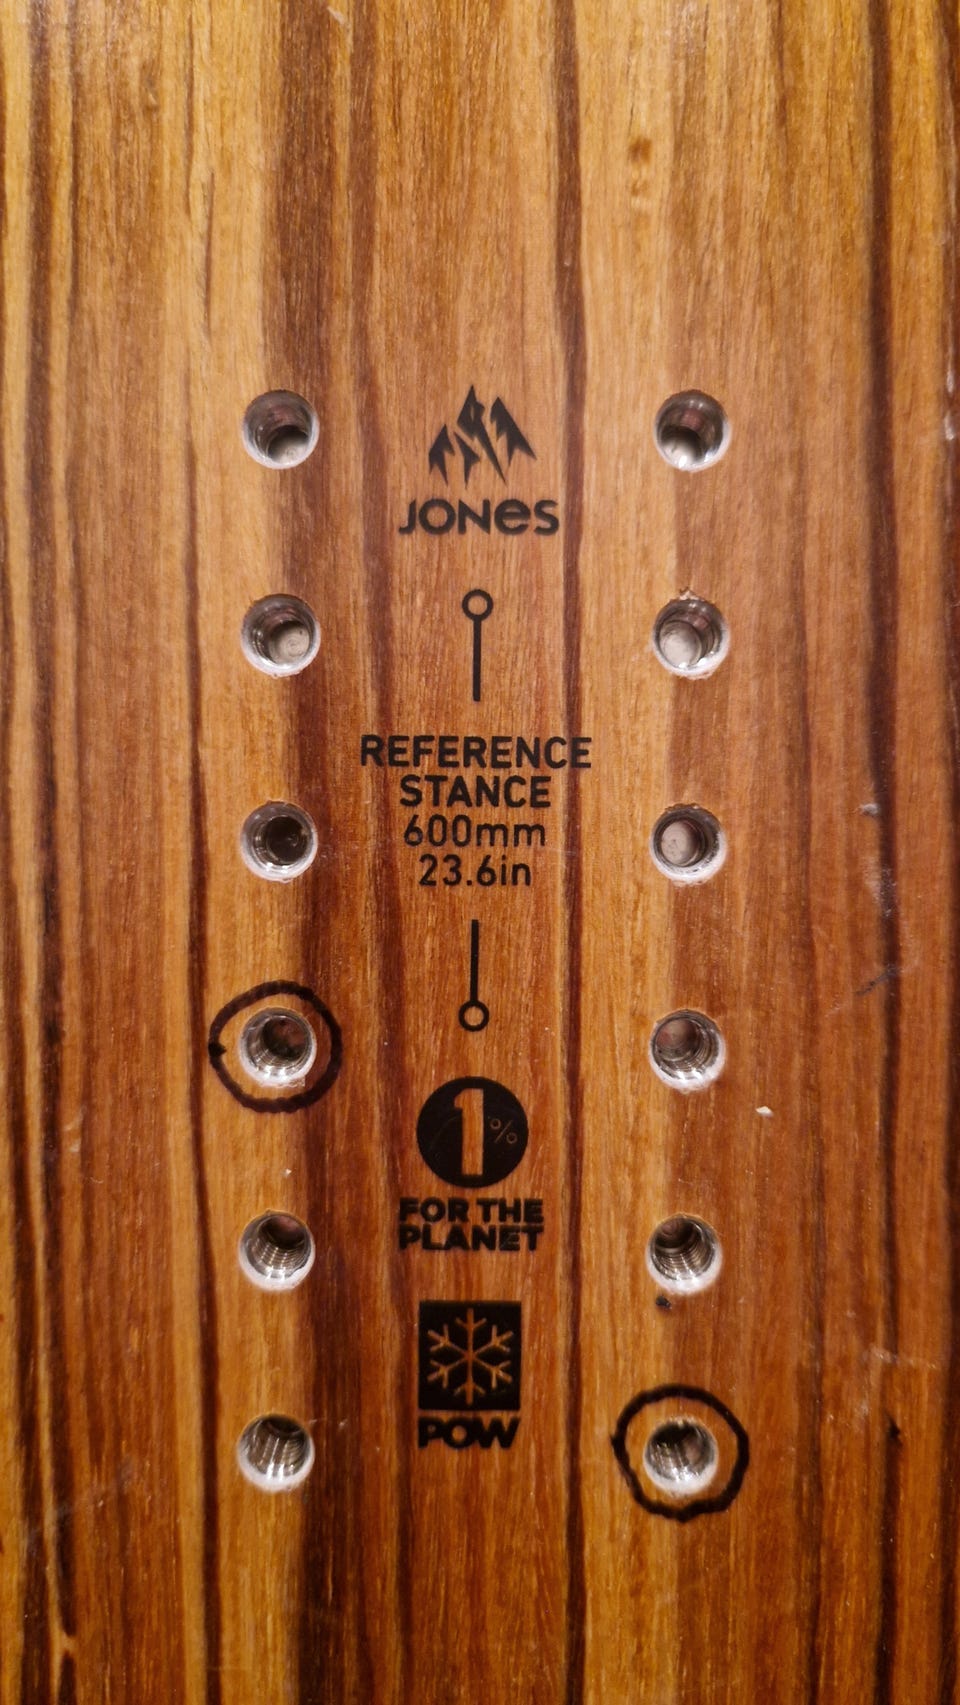 JONES
REFERENCE
STANCE
600mm
23.6in
1%
FOR THE
PLANET
POW